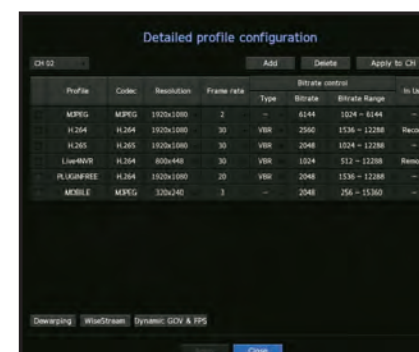 Detailed profile configuration
CH 02 Add Delete Apply to CH
Profile Codec Resolution Frame rate Bitrate control In U
Type Bitrate Bitrate Range
MJPEG MJPEG 1920x1080 2 -- 6144 1024 ~ 6144 --
H.264 H.264 1920x1080 30 VBR 2560 1536 ~ 12288 Reco
H.265 H.265 1920x1080 30 VBR 2048 1024 ~ 12288 --
Live4NVR H.264 800x448 30 VBR 1024 512 ~ 12288 Remo
PLUGINFREE H.264 1920x1080 20 VBR 2048 1536 ~ 12288 --
MOBILE MJPEG 320x240 3 -- 2048 256 ~ 15360 --
Dewarping WiseStream Dynamic GOV & FPS
Close